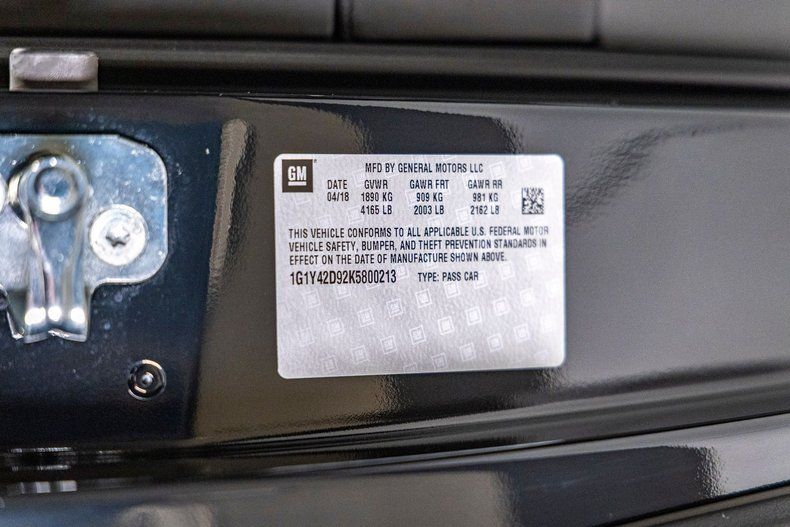 GM
MFD BY GENERAL MOTORS LLC
DATE GVWR GAWR FRT GAWR RR
04/18 1890 KG 909 KG 981 KG
4165 LB 2003 LB 2162 LB
THIS VEHICLE CONFORMS TO ALL APPLICABLE U.S. FEDERAL MOTOR
VEHICLE SAFETY, BUMPER, AND THEFT PREVENTION STANDARDS IN
EFFECT ON THE DATE OF MANUFACTURE SHOWN ABOVE.
1G1Y42D92K5800213 TYPE: PASS CAR